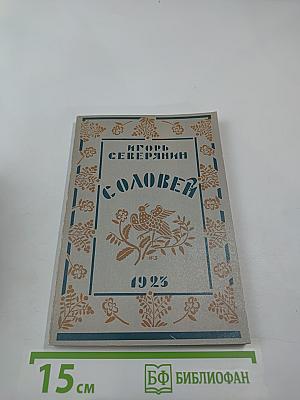 ИГОРЬ
СЕВЕРЯНИН
СОЛОВЕЙ
1923
15 см
БФ БИБЛИОФАН